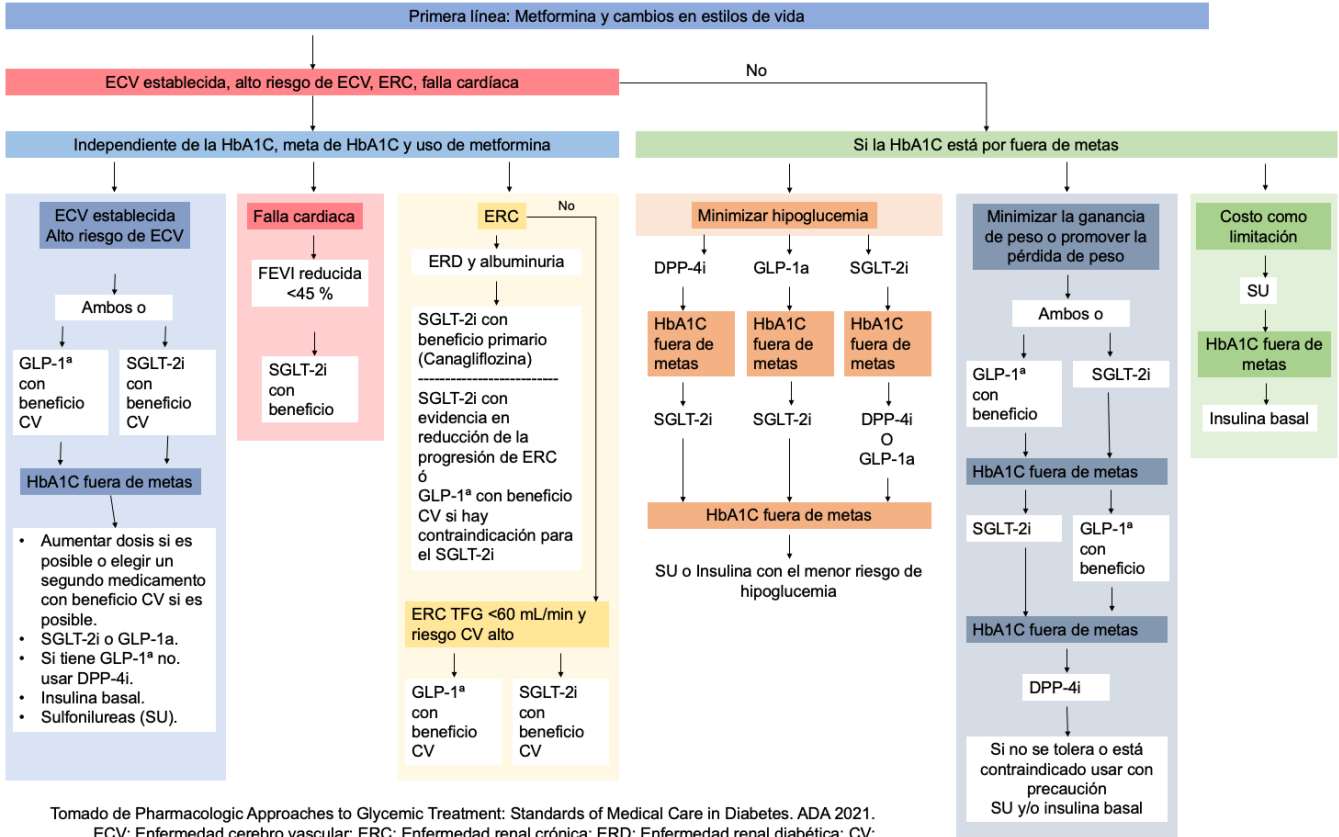 Primera línea: Metformina y cambios en estilos de vida
ECV establecida, alto riesgo de ECV, ERC, falla cardíaca
No
Independiente de la HbA1C, meta de HbA1C y uso de metformina
Si la HbA1C está por fuera de metas
ECV establecida
Alto riesgo de ECV
Ambos o
GLP-1ª
con
beneficio
CV
SGLT-2i
con
beneficio
CV
HbA1C fuera de metas
• Aumentar dosis si es
posible o elegir un
segundo medicamento
con beneficio CV si es
posible.
• SGLT-2i o GLP-1a.
• Si tiene GLP-1ª no.
usar DPP-4i.
• Insulina basal.
• Sulfonilureas (SU).
Falla cardiaca
FEVI reducida
<45 %
SGLT-2i
con
beneficio
ERC
No
ERD y albuminuria
SGLT-2i con
beneficio primario
(Canagliflozina)
--------------------------
SGLT-2i con
evidencia en
reducción de la
progresión de ERC
ó
GLP-1ª con beneficio
CV si hay
contraindicación para
el SGLT-2i
ERC TFG <60 mL/min y
riesgo CV alto
GLP-1ª
con
beneficio
CV
SGLT-2i
con
beneficio
CV
Minimizar hipoglucemia
DPP-4i
GLP-1a
SGLT-2i
HbA1C
fuera de
metas
HbA1C
fuera de
metas
HbA1C
fuera de
metas
SGLT-2i
SGLT-2i
DPP-4i
O
GLP-1a
HbA1C fuera de metas
SU o Insulina con el menor riesgo de
hipoglucemia
Minimizar la ganancia
de peso o promover la
pérdida de peso
Ambos o
GLP-1ª
con
beneficio
SGLT-2i
HbA1C fuera de metas
SGLT-2i
GLP-1ª
con
beneficio
HbA1C fuera de metas
DPP-4i
Si no se tolera o está
contraindicado usar con
precaución
SU y/o insulina basal
Costo como
limitación
SU
HbA1C fuera de
metas
Insulina basal
Tomado de Pharmacologic Approaches to Glycemic Treatment: Standards of Medical Care in Diabetes. ADA 2021.
ECV: Enfermedad cerebro vascular; ERC: Enfermedad renal crónica; ERD: Enfermedad renal diabética; CV: